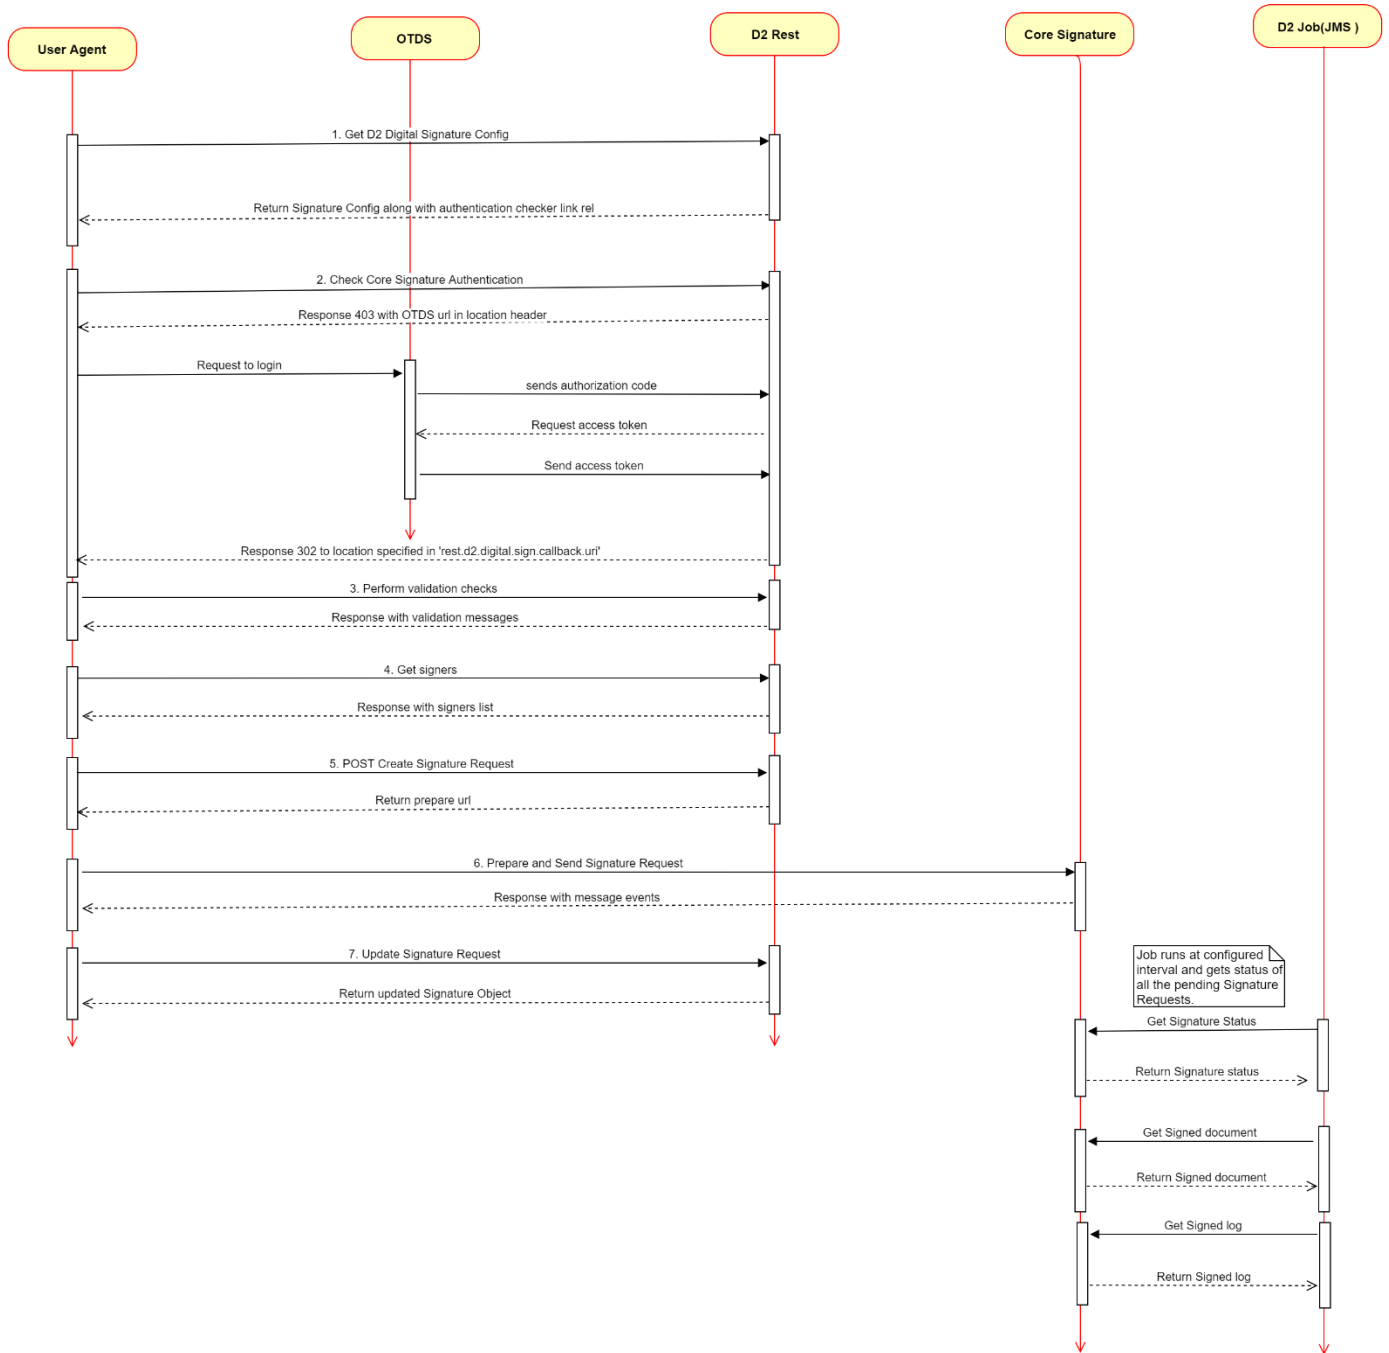 User Agent
OTDS
D2 Rest
Core Signature
D2 Job(JMS )
1. Get D2 Digital Signature Config
Return Signature Config along with authentication checker link rel
2. Check Core Signature Authentication
Response 403 with OTDS url in location header
Request to login
sends authorization code
Request access token
Send access token
Response 302 to location specified in 'rest.d2.digital.sign.callback.uri'
3. Perform validation checks
Response with validation messages
4. Get signers
Response with signers list
5. POST Create Signature Request
Return prepare url
6. Prepare and Send Signature Request
Response with message events
7. Update Signature Request
Return updated Signature Object
Job runs at configured
interval and gets status of
all the pending Signature
Requests.
Get Signature Status
Return Signature status
Get Signed document
Return Signed document
Get Signed log
Return Signed log